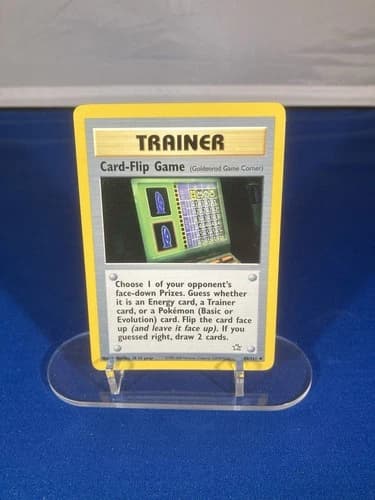 TRAINER
Card-Flip Game (Goldenrod Game Corner)
Choose 1 of your opponent's
face-down Prizes. Guess whether
it is an Energy card, a Trainer
card, or a Pokémon (Basic or
Evolution) card. Flip the card face
up (and leave it face up). If you
guessed right, draw 2 cards.